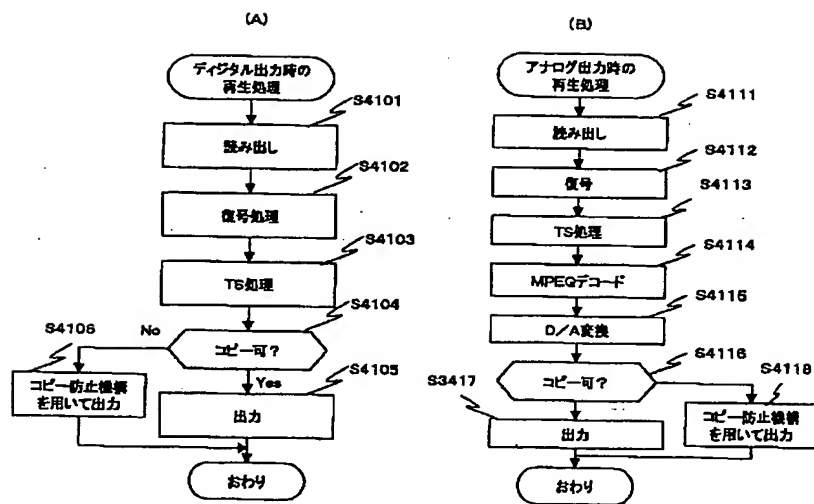 (A)
ディジタル出力時の
再生処理
S4101
読み出し
S4102
復号処理
S4103
TS処理
S4104
コピー可?
No
S4106
コピー防止機構
を用いて出力
Yes
S4105
出力
おわり
(B)
アナログ出力時の
再生処理
S4111
読み出し
S4112
復号
S4113
TS処理
S4114
MPEGデコード
S4115
D/A変換
S4116
コピー可?
S3417
出力
S4118
コピー防止機構
を用いて出力
おわり